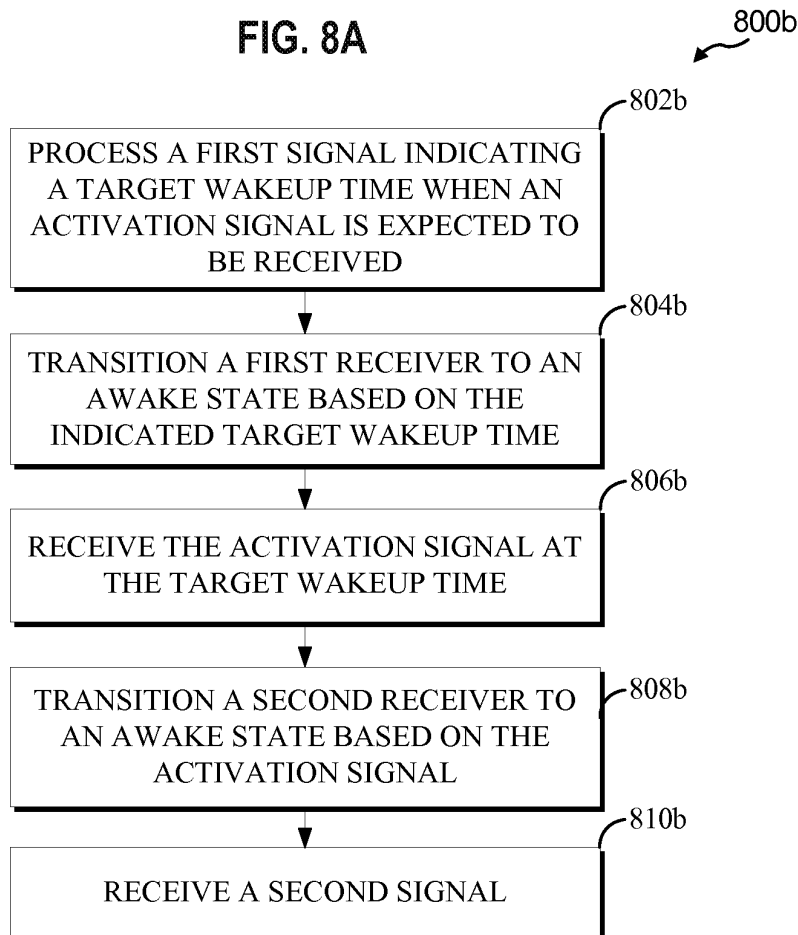 FIG. 8A
800b
802b
PROCESS A FIRST SIGNAL INDICATING
A TARGET WAKEUP TIME WHEN AN
ACTIVATION SIGNAL IS EXPECTED TO
BE RECEIVED
804b
TRANSITION A FIRST RECEIVER TO AN
AWAKE STATE BASED ON THE
INDICATED TARGET WAKEUP TIME
806b
RECEIVE THE ACTIVATION SIGNAL AT
THE TARGET WAKEUP TIME
808b
TRANSITION A SECOND RECEIVER TO
AN AWAKE STATE BASED ON THE
ACTIVATION SIGNAL
810b
RECEIVE A SECOND SIGNAL